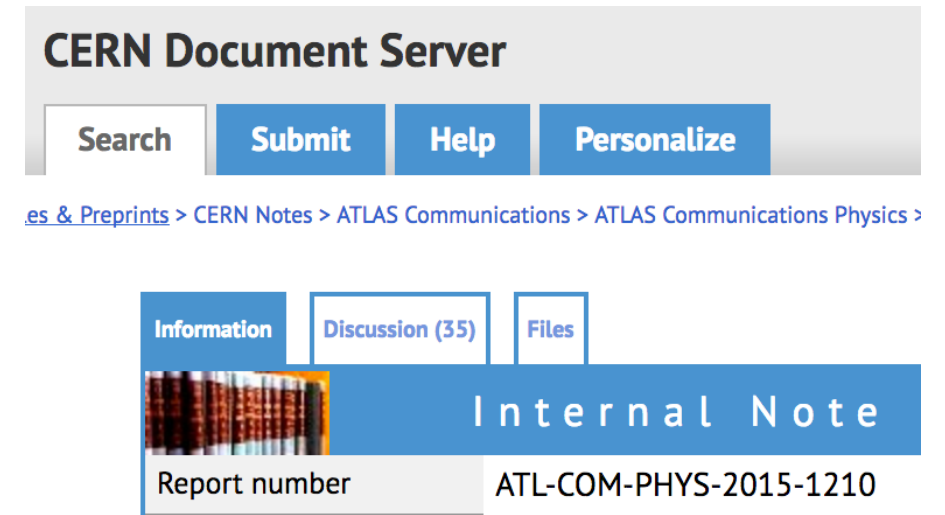 CERN Document Server
Search Submit Help Personalize
es & Preprints > CERN Notes > ATLAS Communications > ATLAS Communications Physics >
Information Discussion (35) Files
Internal Note
Report number ATL-COM-PHYS-2015-1210